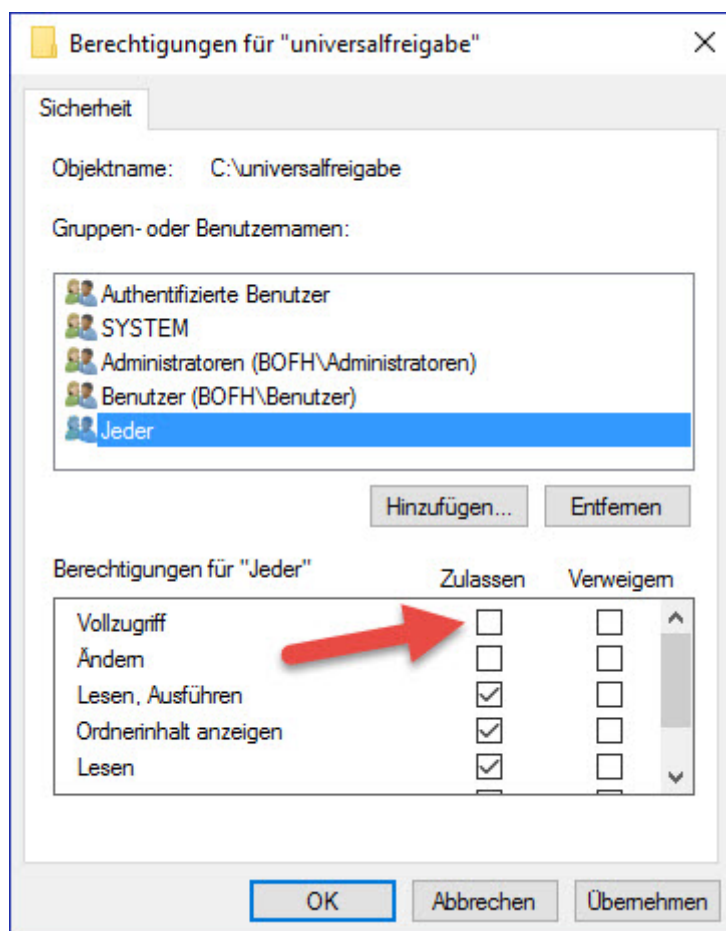 Berechtigungen für "universalfreigabe"
Sicherheit
Objektname: C:\universalfreigabe
Gruppen- oder Benutzernamen:
Authentifizierte Benutzer
SYSTEM
Administratoren (BOFH\Administratoren)
Benutzer (BOFH\Benutzer)
Jeder
Hinzufügen... Entfernen
Berechtigungen für "Jeder" Zulassen Verweigern
Vollzugriff
Ändern
Lesen, Ausführen
Ordnerinhalt anzeigen
Lesen
OK Abbrechen Übernehmen